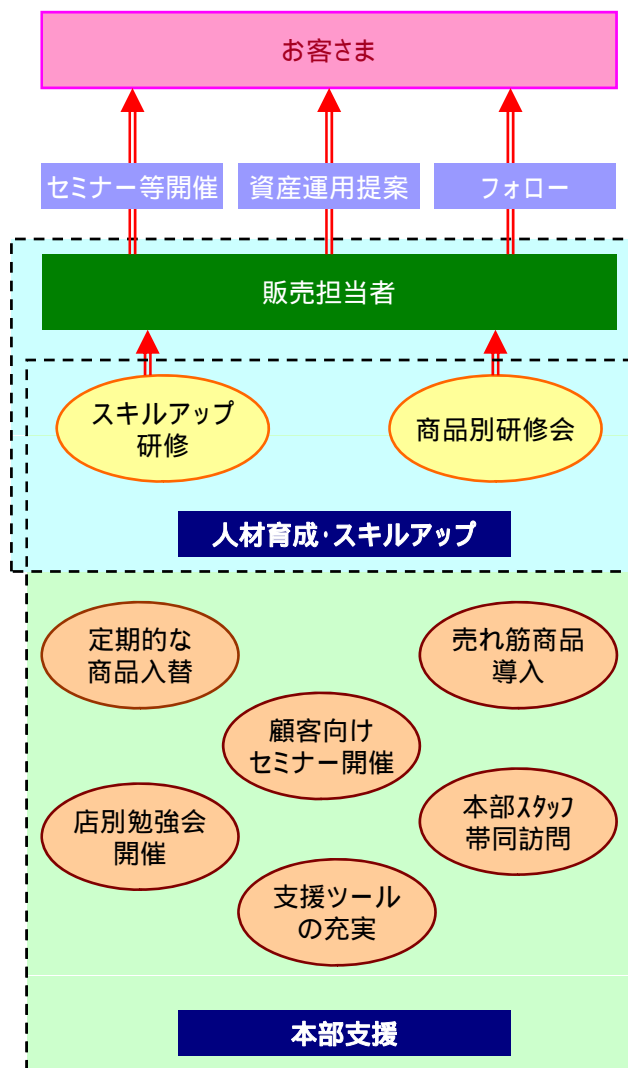 お客さま
セミナー等開催
資産運用提案
フォロー
販売担当者
スキルアップ
研修
商品別研修会
人材育成・スキルアップ
定期的な
商品入替
売れ筋商品
導入
顧客向け
セミナー開催
店別勉強会
開催
本部ｽﾀｯﾌ
帯同訪問
支援ツール
の充実
本部支援